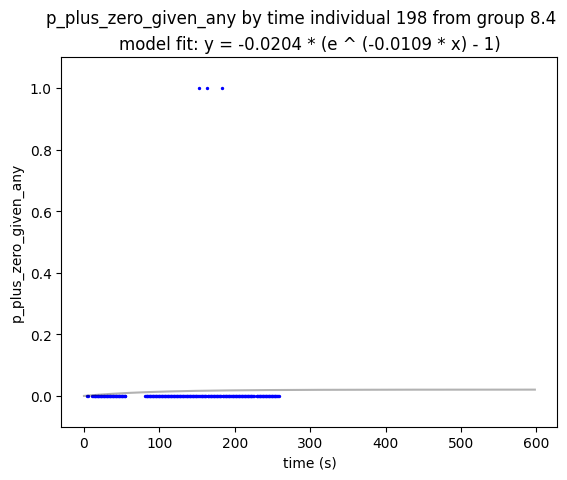 p_plus_zero_given_any by time individual 198 from group 8.4
model fit: y = -0.0204 * (e ^ (-0.0109 * x) - 1)
1.0
0.8
0.6
0.4
0.2
0.0
p_plus_zero_given_any
0 100 200 300 400 500 600
time (s)